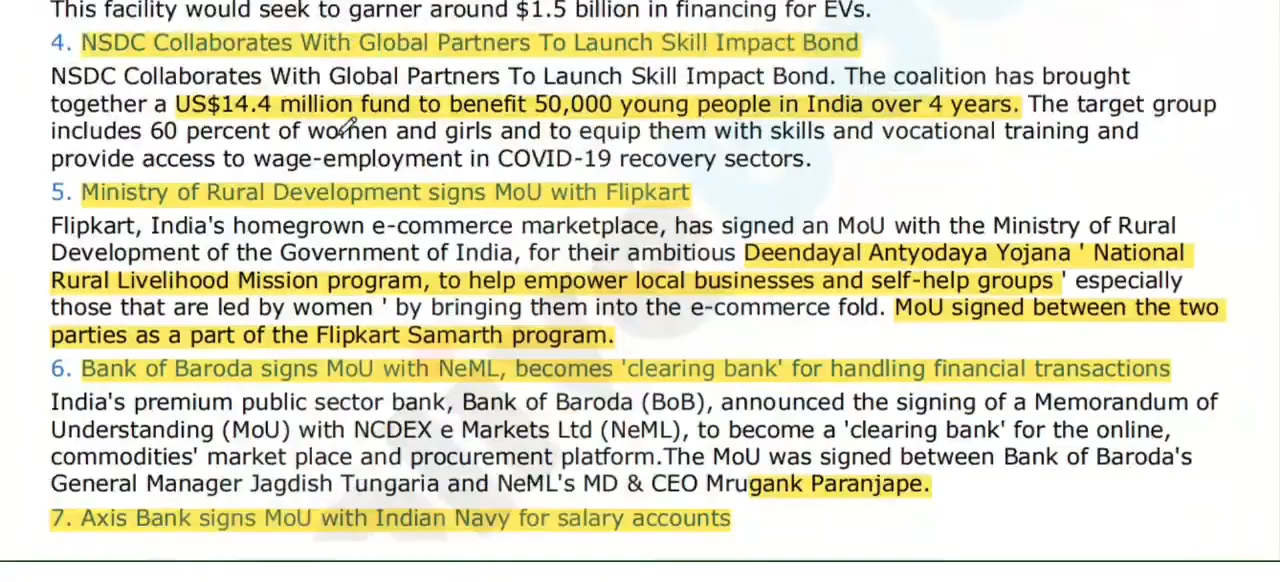 This facility would seek to garner around $1.5 billion in financing for EVs.
4. NSDC Collaborates With Global Partners To Launch Skill Impact Bond
NSDC Collaborates With Global Partners To Launch Skill Impact Bond. The coalition has brought
together a US$14.4 million fund to benefit 50,000 young people in India over 4 years. The target group
includes 60 percent of women and girls and to equip them with skills and vocational training and
provide access to wage-employment in COVID-19 recovery sectors.
5. Ministry of Rural Development signs MoU with Flipkart
Flipkart, India's homegrown e-commerce marketplace, has signed an MoU with the Ministry of Rural
Development of the Government of India, for their ambitious Deendayal Antyodaya Yojana ' National
Rural Livelihood Mission program, to help empower local businesses and self-help groups ' especially
those that are led by women ' by bringing them into the e-commerce fold. MoU signed between the two
parties as a part of the Flipkart Samarth program.
6. Bank of Baroda signs MoU with NeML, becomes 'clearing bank' for handling financial transactions
India's premium public sector bank, Bank of Baroda (BoB), announced the signing of a Memorandum of
Understanding (MoU) with NCDEX e Markets Ltd (NeML), to become a 'clearing bank' for the online,
commodities' market place and procurement platform.The MoU was signed between Bank of Baroda's
General Manager Jagdish Tungaria and NeML's MD & CEO Mrugank Paranjape.
7. Axis Bank signs MoU with Indian Navy for salary accounts